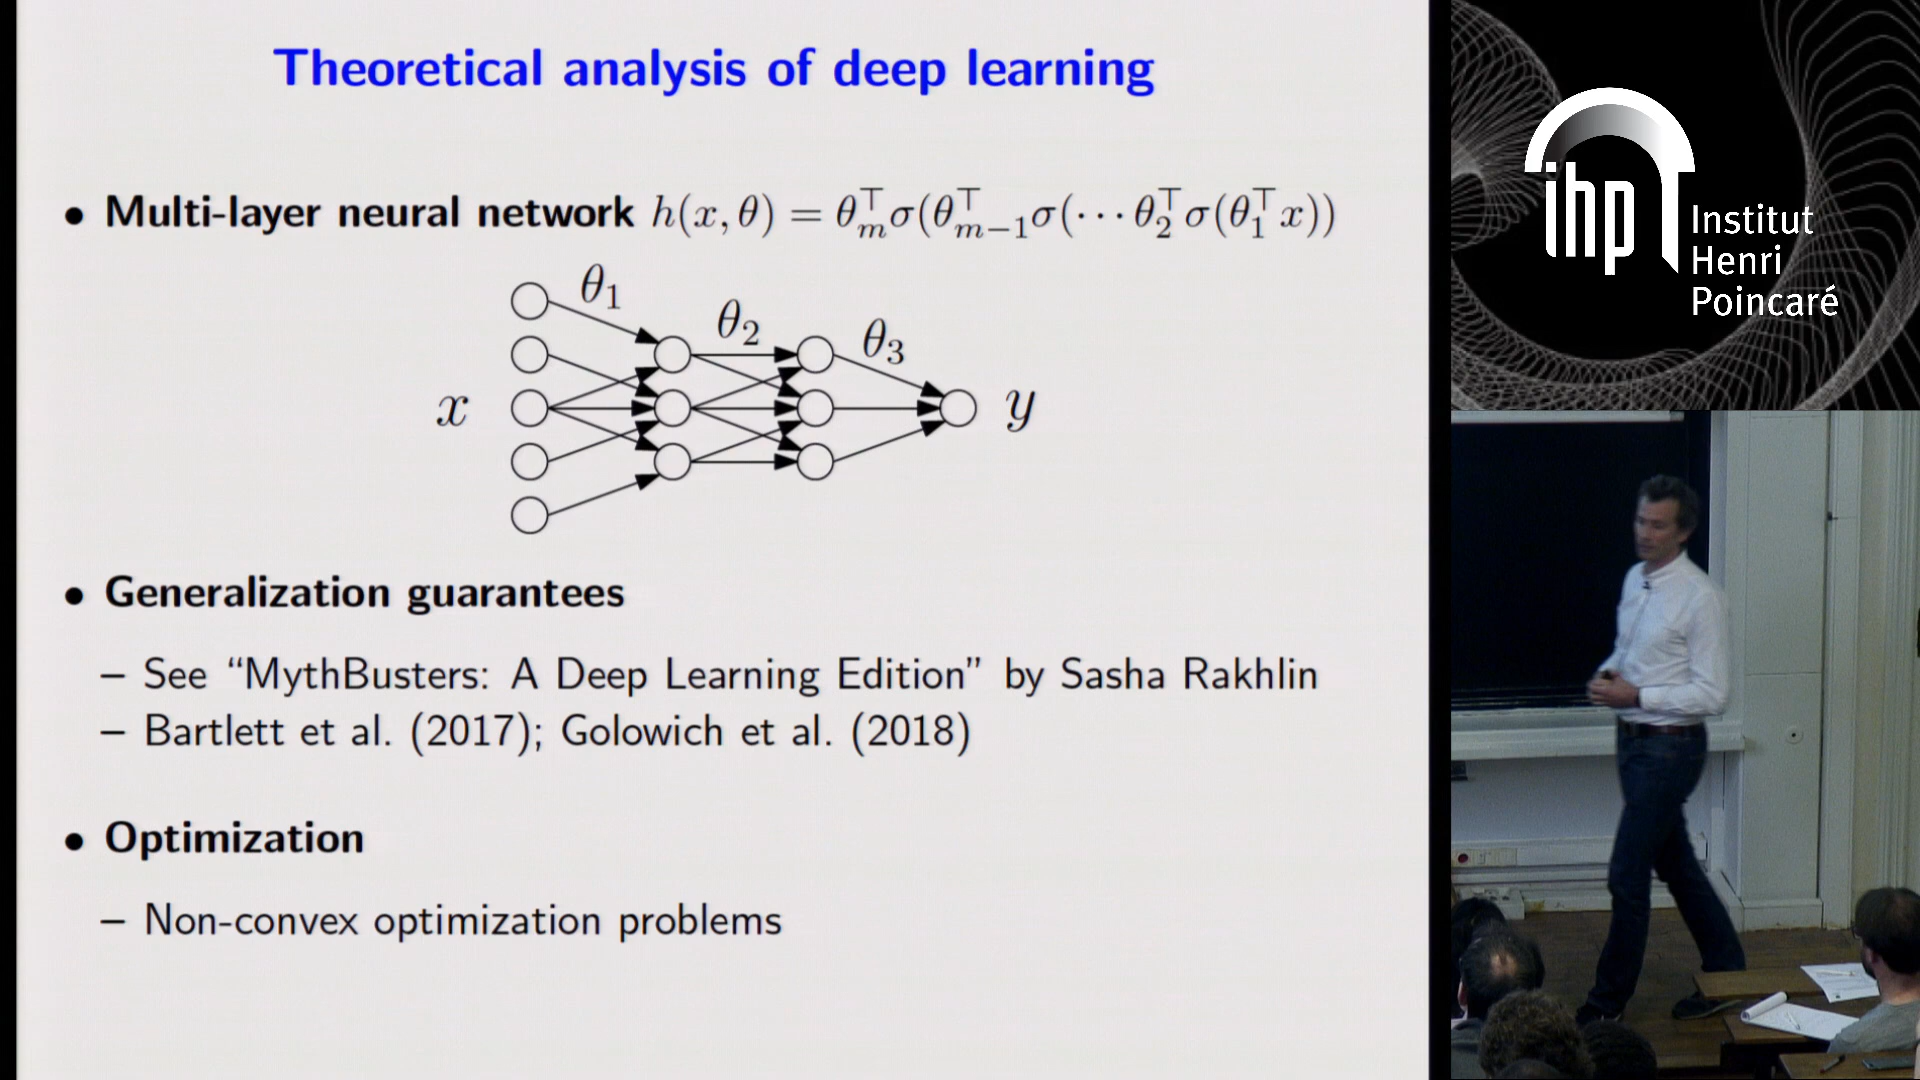 Theoretical analysis of deep learning
• Multi-layer neural network h(x, θ) = θ_m^⊤σ(θ_{m−1}^⊤σ(⋯θ_2^⊤σ(θ_1^⊤x))
θ₁
θ₂
θ₃
x
y
• Generalization guarantees
– See “MythBusters: A Deep Learning Edition” by Sasha Rakhlin
– Bartlett et al. (2017); Golowich et al. (2018)
• Optimization
– Non-convex optimization problems
ihp
Institut
Henri
Poincaré